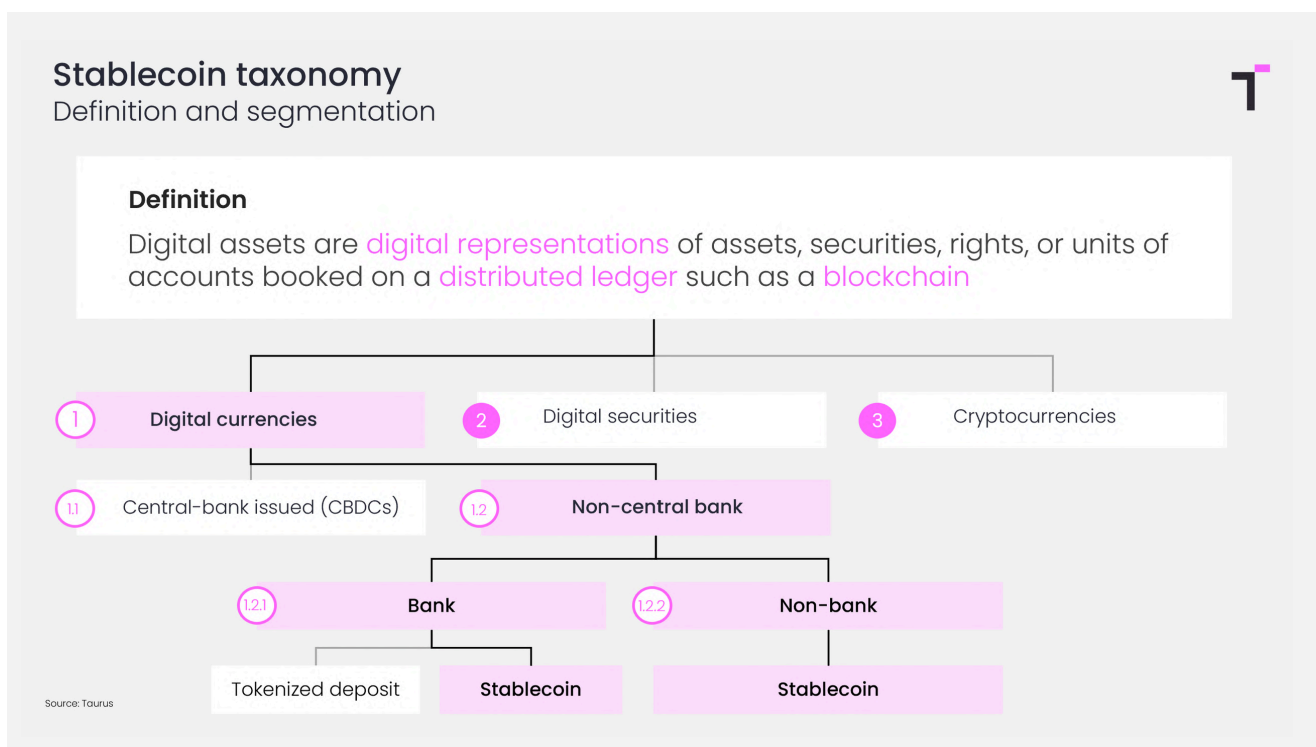 Stablecoin taxonomy
Definition and segmentation
Definition
Digital assets are digital representations of assets, securities, rights, or units of
accounts booked on a distributed ledger such as a blockchain
1 Digital currencies
2 Digital securities
3 Cryptocurrencies
1.1 Central-bank issued (CBDCs)
1.2 Non-central bank
1.2.1 Bank
1.2.2 Non-bank
Tokenized deposit
Stablecoin
Stablecoin
Source: Taurus